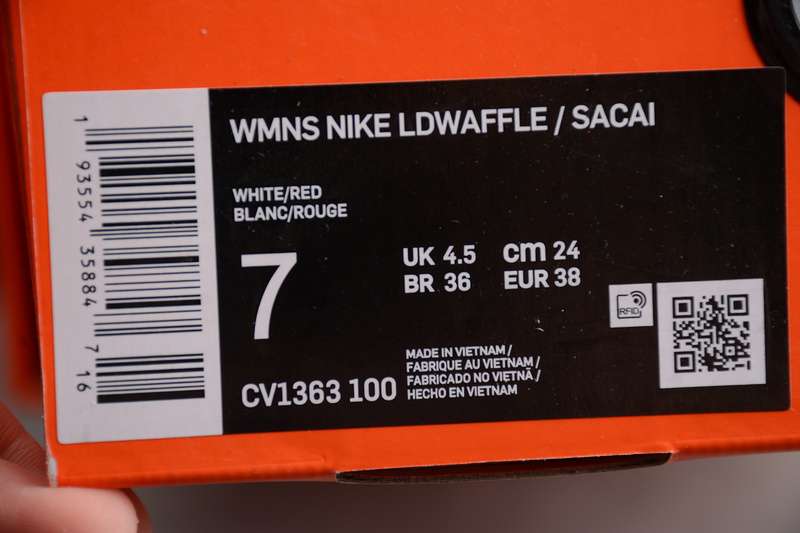 WMNS NIKE LDWAFFLE / SACAI
WHITE/RED
BLANC/ROUGE
7
UK 4.5 cm 24
BR 36 EUR 38
CV1363 100
MADE IN VIETNAM /
FABRIQUE AU VIETNAM /
FABRICADO NO VIETNÃ /
HECHO EN VIETNAM
RFID
1 93554 35884 7 16